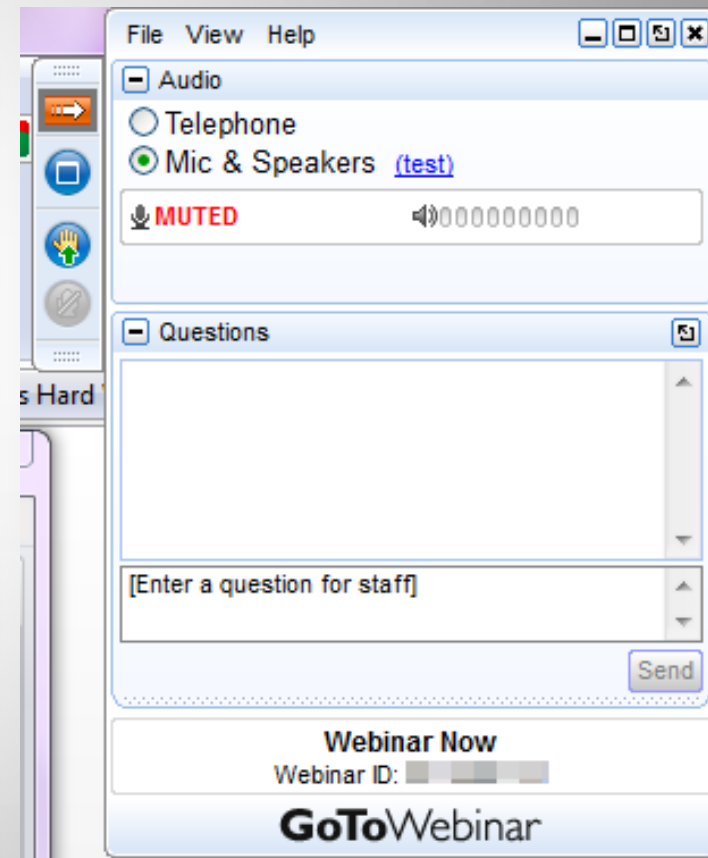 File View Help
Audio
Telephone
Mic & Speakers (test)
MUTED 000000000
Questions
s Hard
[Enter a question for staff]
Send
Webinar Now
Webinar ID:
GoToWebinar